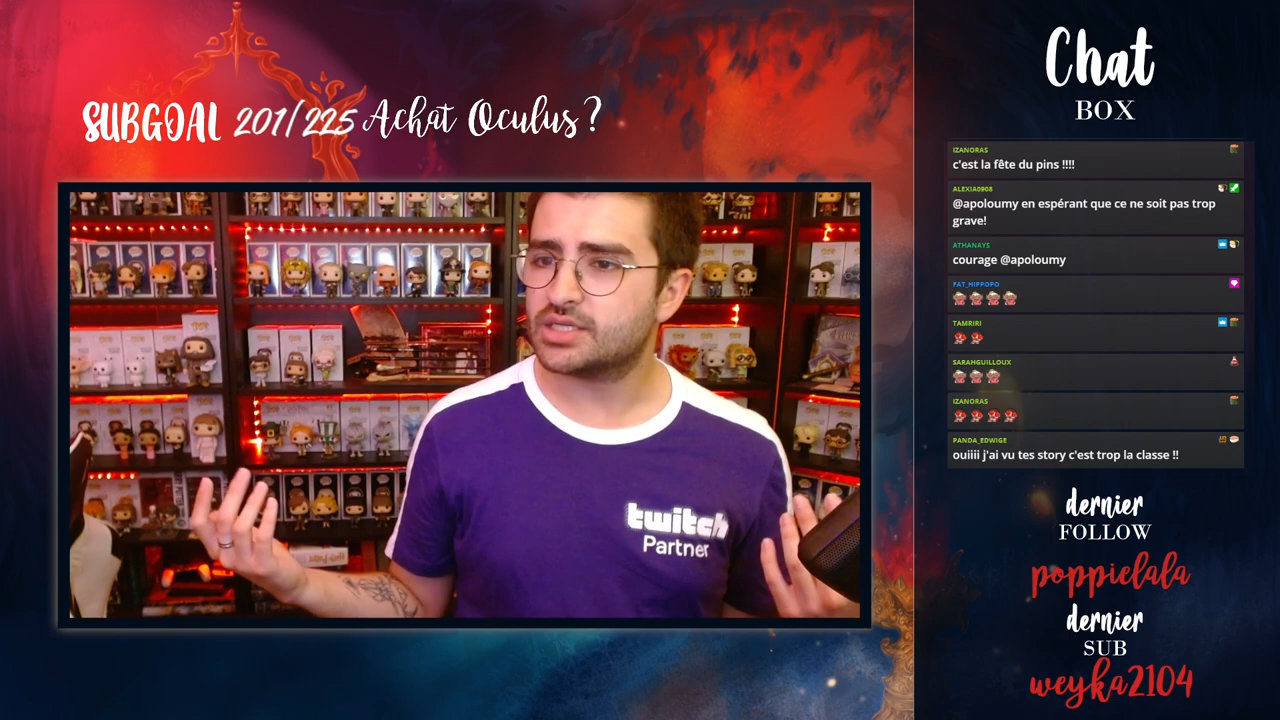 SUBGOAL 201/225 Achat Oculus?
twitch
Partner
Chat
BOX
IZANORAS
c'est la fête du pins !!!!
ALEXIA0908
@apoloumy en espérant que ce ne soit pas trop
grave!
ATHANAYS
courage @apoloumy
FAT_HIPPOPO
TAMRIRI
SARAHGUILLOUX
IZANORAS
PANDA_EDWIGE
ouiiii j'ai vu tes story c'est trop la classe !!
dernier
FOLLOW
poppielala
dernier
SUB
weyka2104